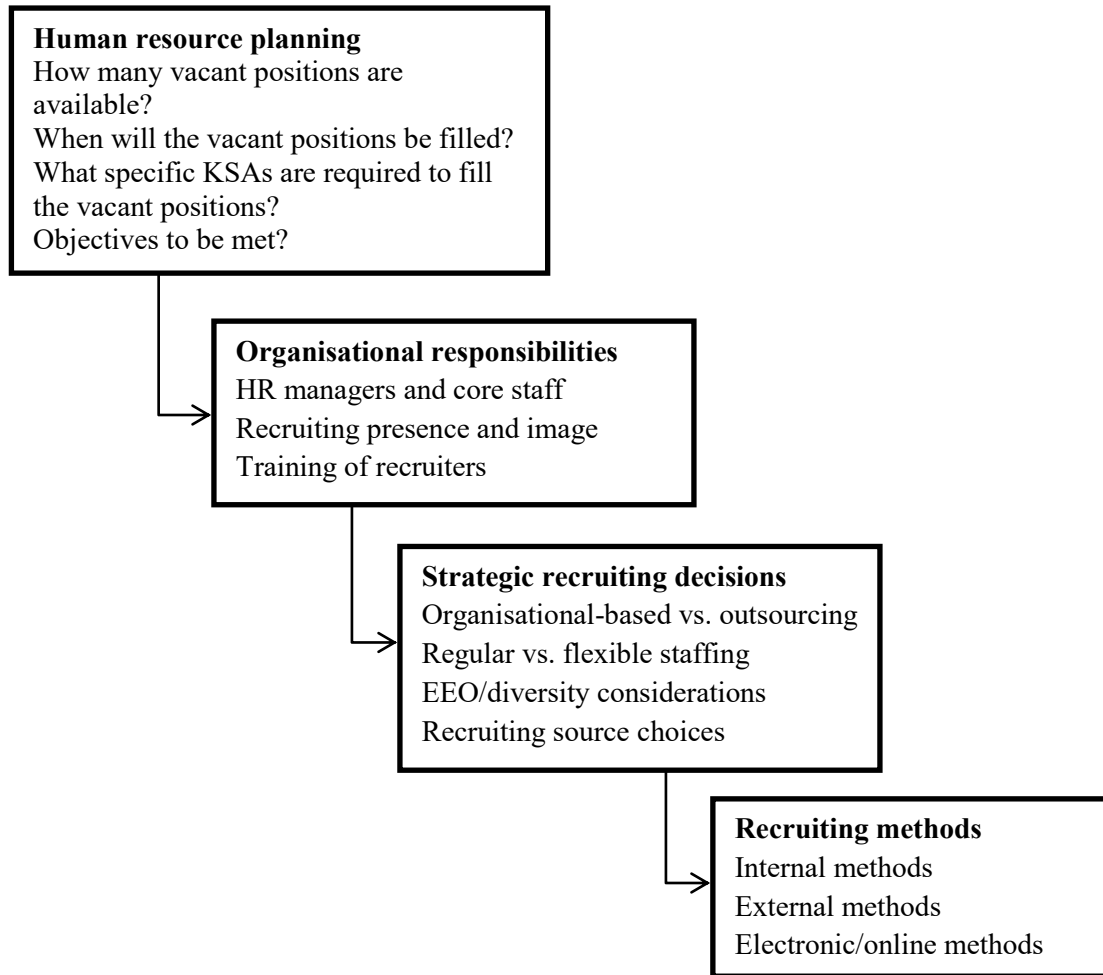 Human resource planning
How many vacant positions are
available?
When will the vacant positions be filled?
What specific KSAs are required to fill
the vacant positions?
Objectives to be met?
Organisational responsibilities
HR managers and core staff
Recruiting presence and image
Training of recruiters
Strategic recruiting decisions
Organisational-based vs. outsourcing
Regular vs. flexible staffing
EEO/diversity considerations
Recruiting source choices
Recruiting methods
Internal methods
External methods
Electronic/online methods